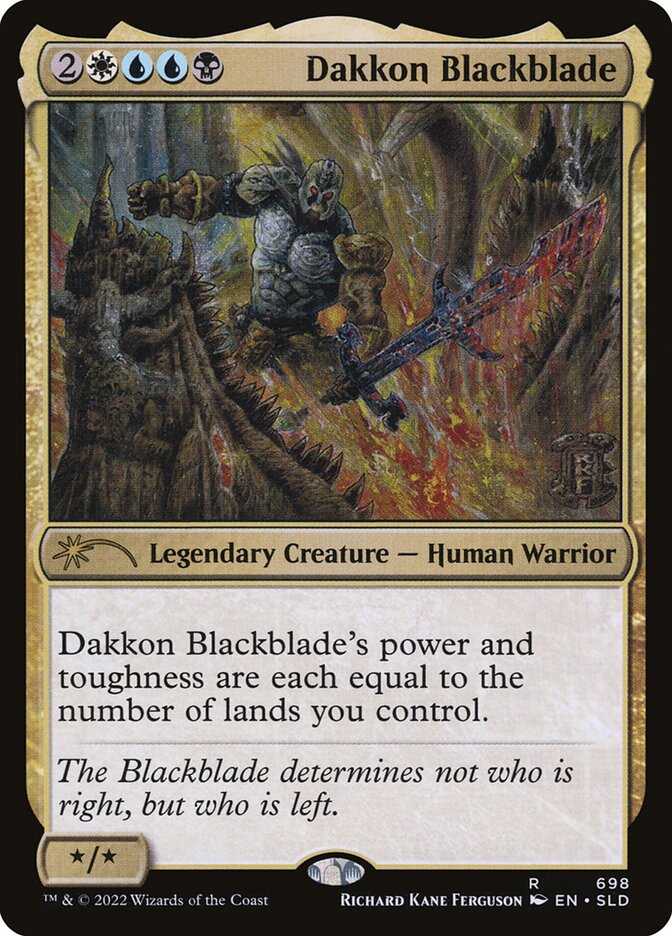 2 Dakkon Blackblade
RKF
Legendary Creature — Human Warrior
Dakkon Blackblade's power and
toughness are each equal to the
number of lands you control.
The Blackblade determines not who is
right, but who is left.
★/★
R 698
™ & © 2022 Wizards of the Coast RICHARD KANE FERGUSON EN • SLD